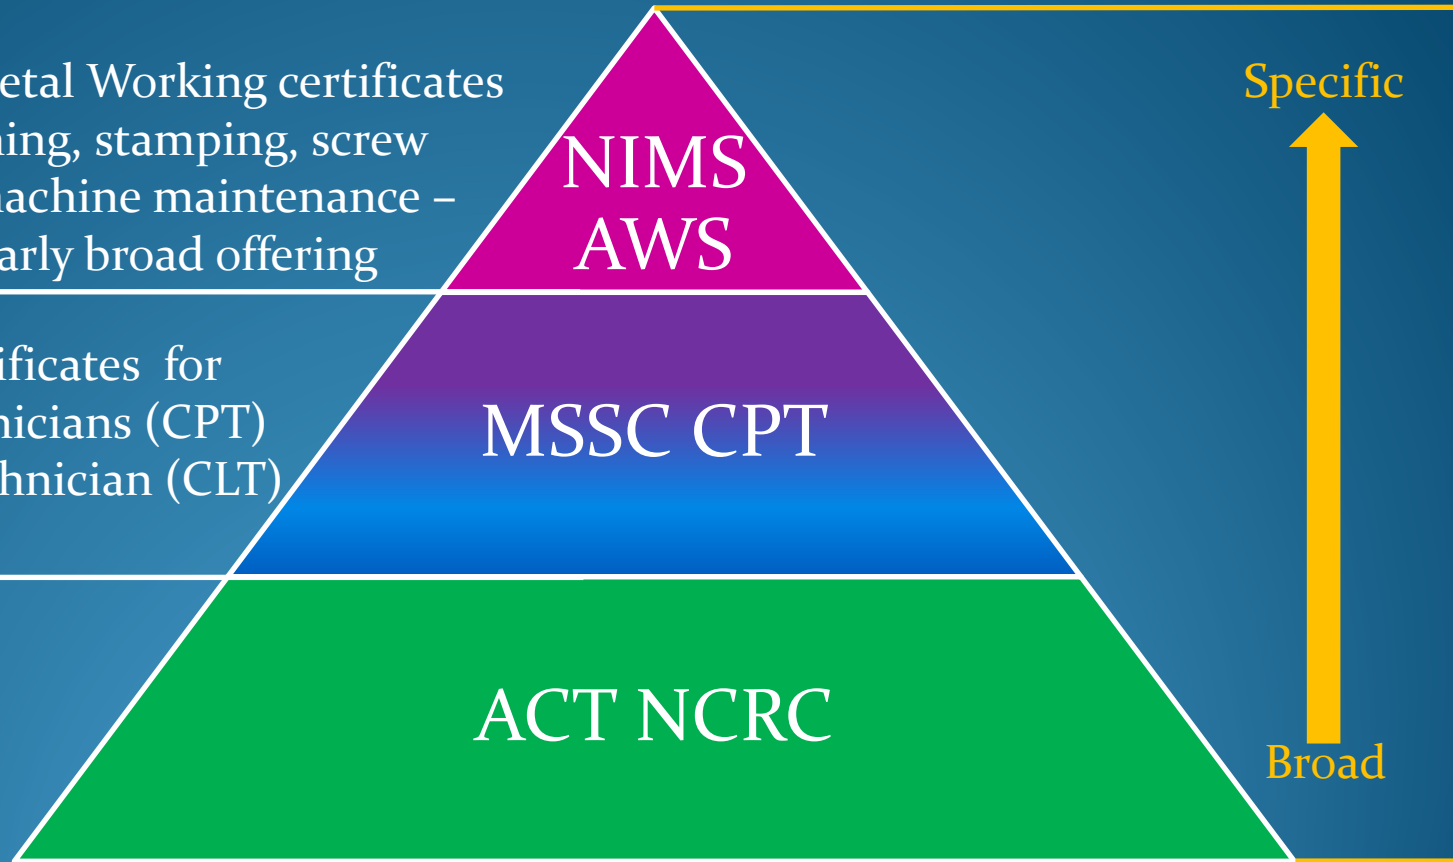 etal Working certificates
ing, stamping, screw
achine maintenance –
arly broad offering
NIMS
AWS
ificates for
nicians (CPT)
hnician (CLT)
MSSC CPT
ACT NCRC
Specific
Broad